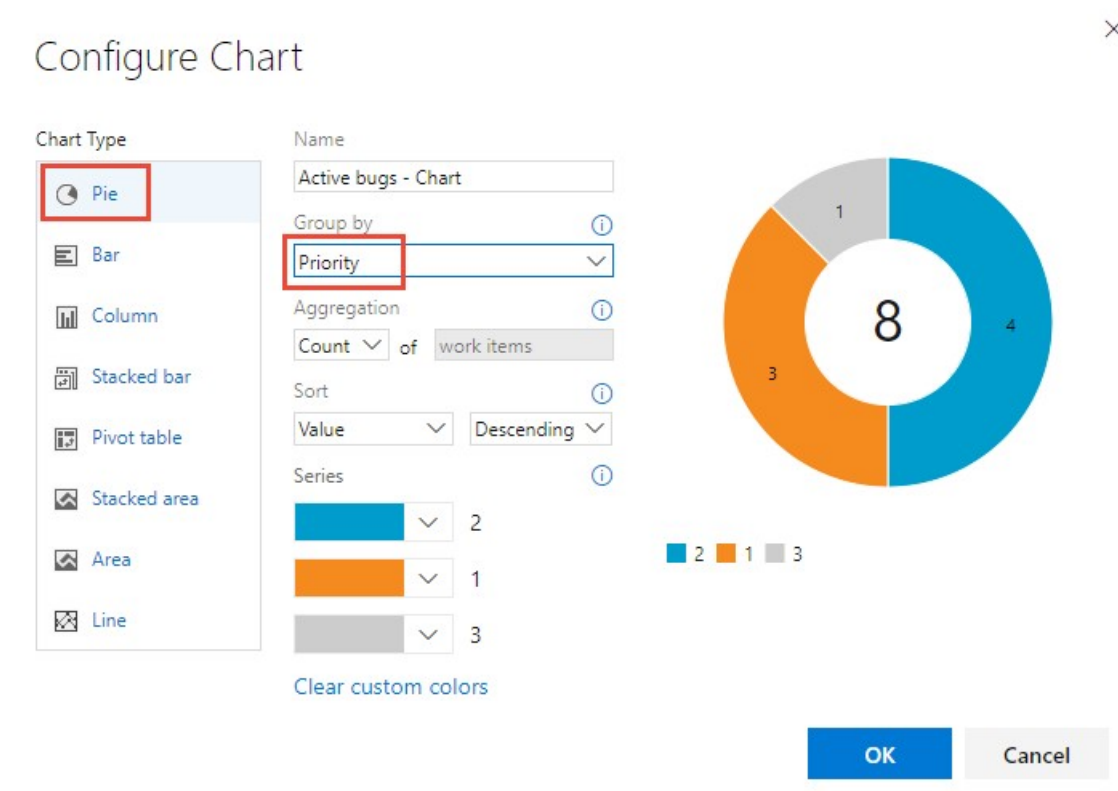 Configure Chart
Chart Type
Pie
Bar
Column
Stacked bar
Pivot table
Stacked area
Area
Line
Name
Active bugs - Chart
Group by
Priority
Aggregation
Count of work items
Sort
Value Descending
Series
2
1
3
Clear custom colors
1
8
4
3
2 1 3
OK Cancel